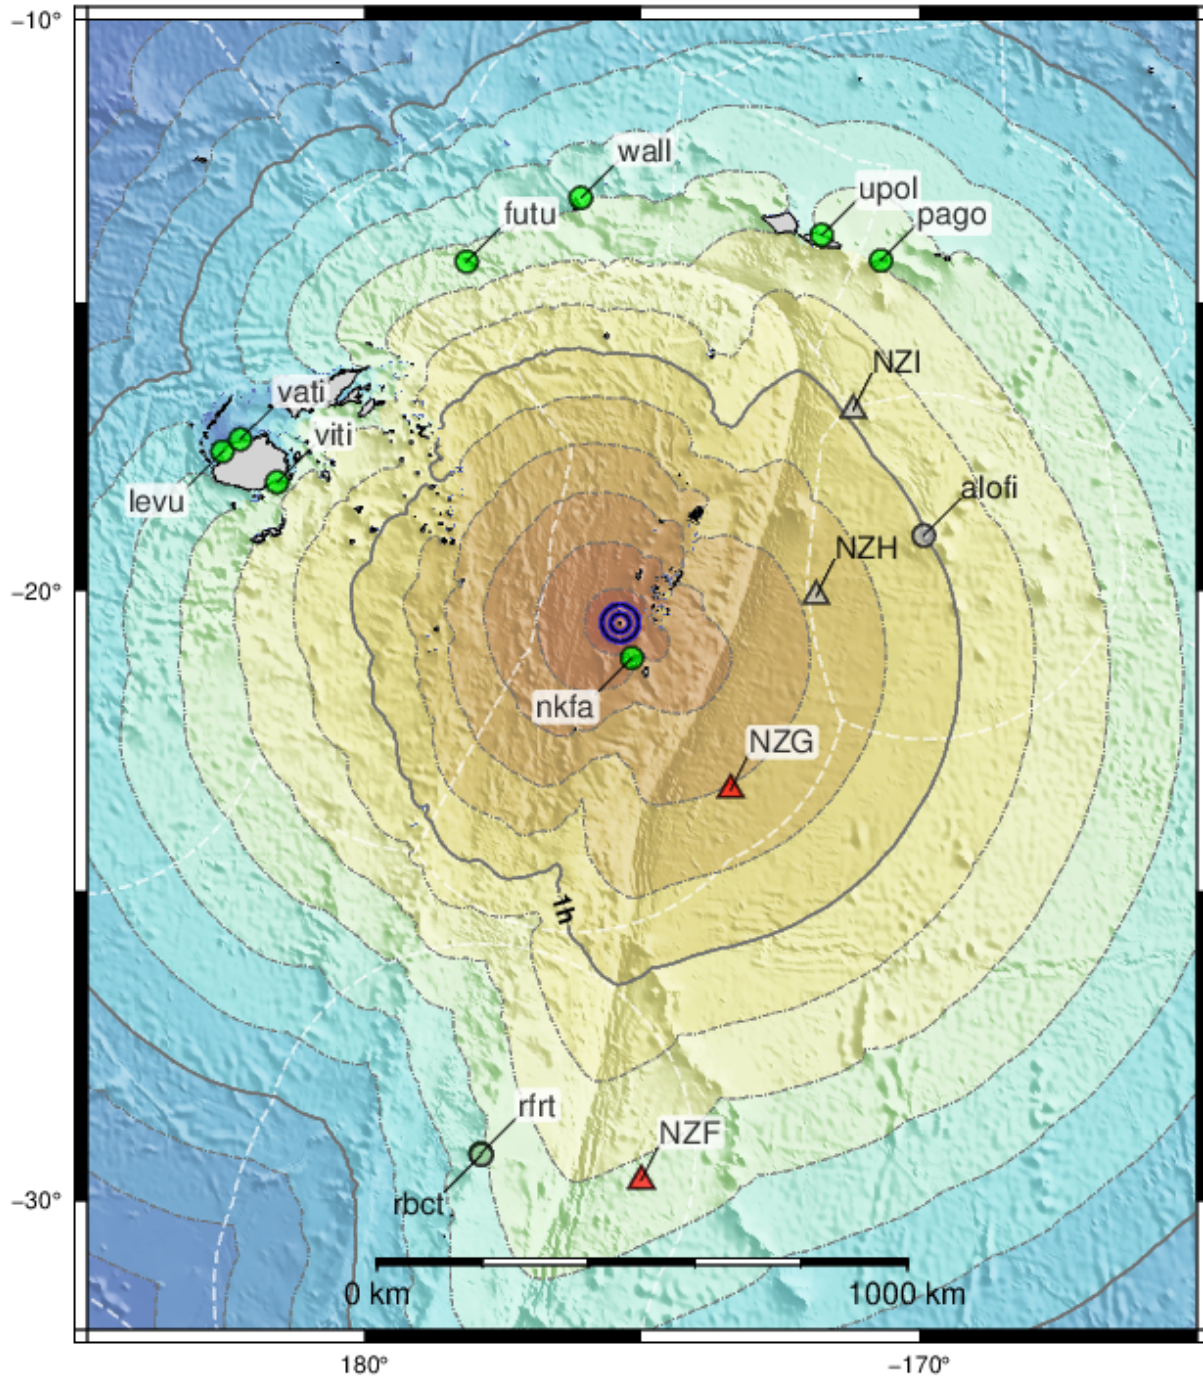 −10°
wall
upol
futu
pago
NZI
vati
viti
levu
alofi
NZH
−20°
nkfa
NZG
1h
rfrt
NZF
rbct
−30°
0 km
1000 km
180°
−170°